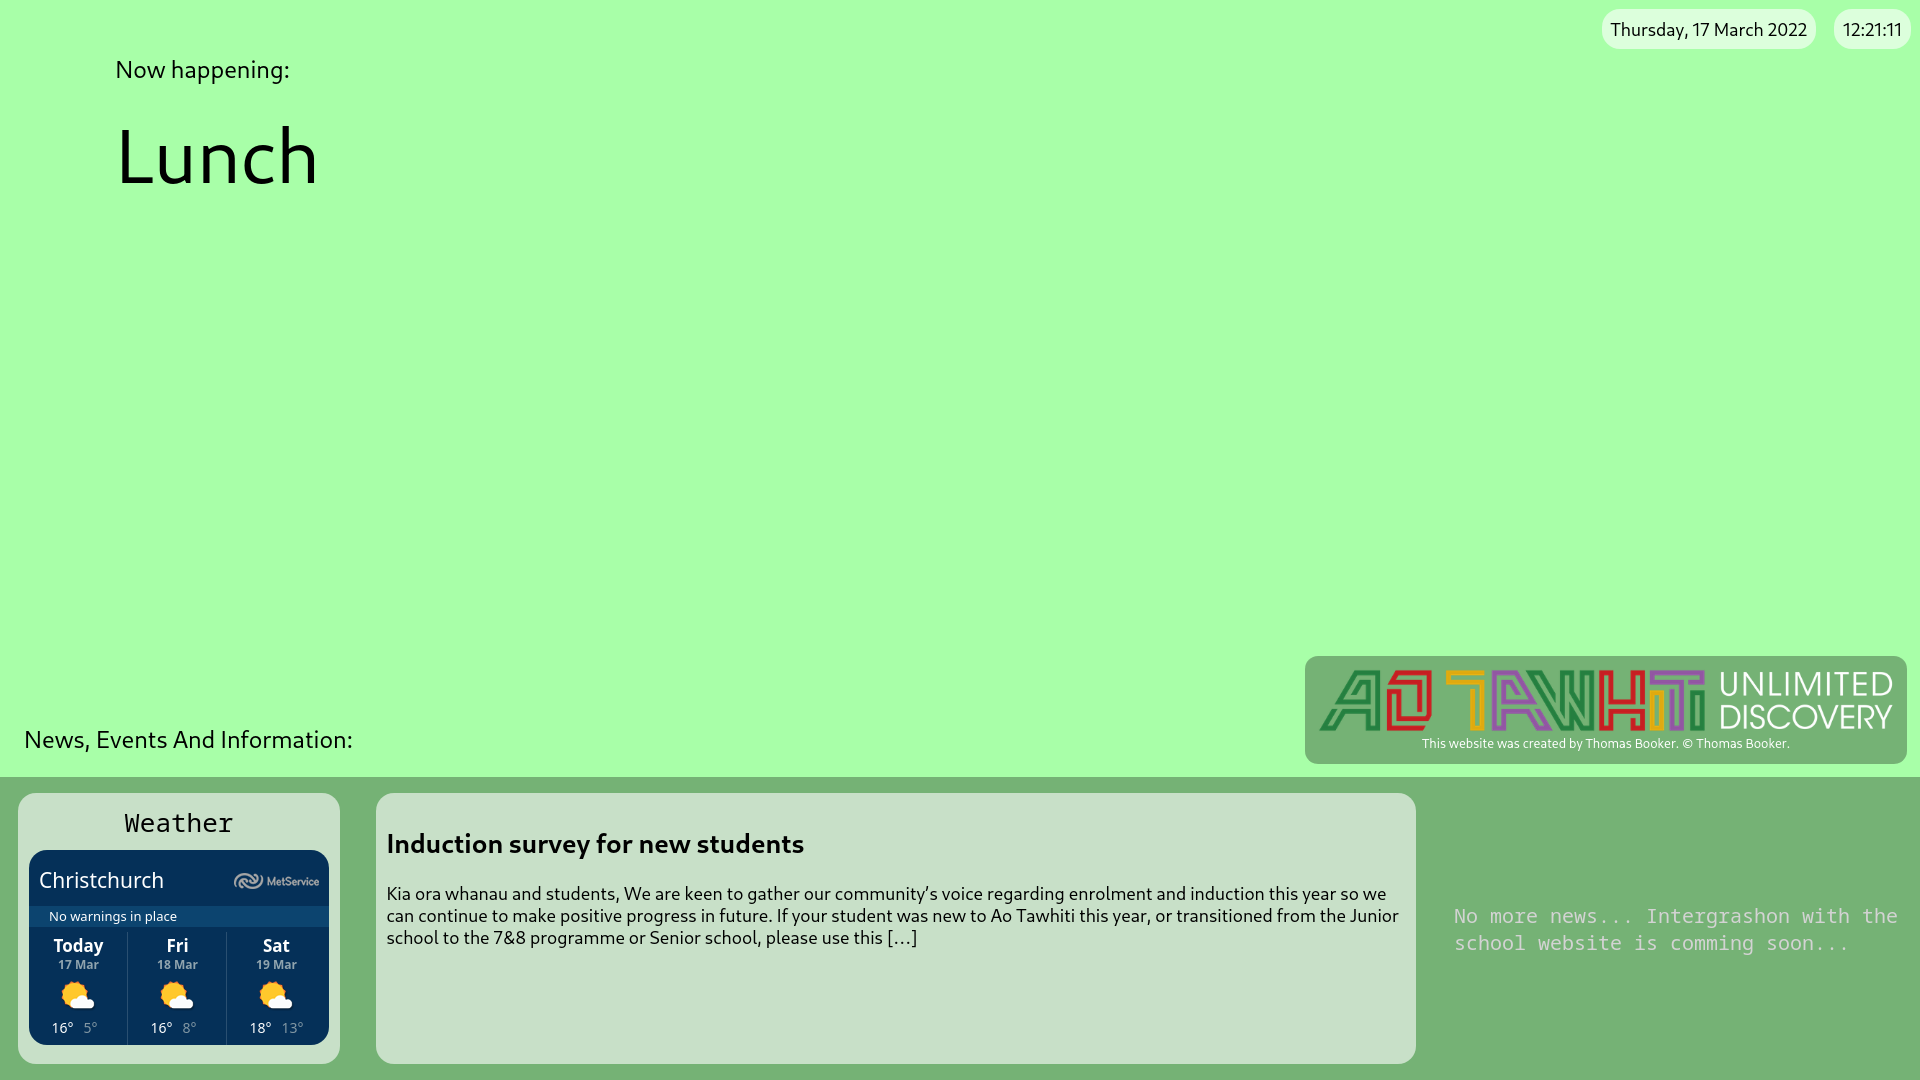 Thursday, 17 March 2022
12:21:11
Now happening:
Lunch
AO TAWHITI
UNLIMITED
DISCOVERY
This website was created by Thomas Booker. © Thomas Booker.
News, Events And Information:
Weather
Christchurch
MetService
No warnings in place
Today
17 Mar
16° 5°
Fri
18 Mar
16° 8°
Sat
19 Mar
18° 13°
Induction survey for new students
Kia ora whanau and students, We are keen to gather our community’s voice regarding enrolment and induction this year so we
can continue to make positive progress in future. If your student was new to Ao Tawhiti this year, or transitioned from the Junior
school to the 7&8 programme or Senior school, please use this […]
No more news... Intergrashon with the
school website is comming soon...